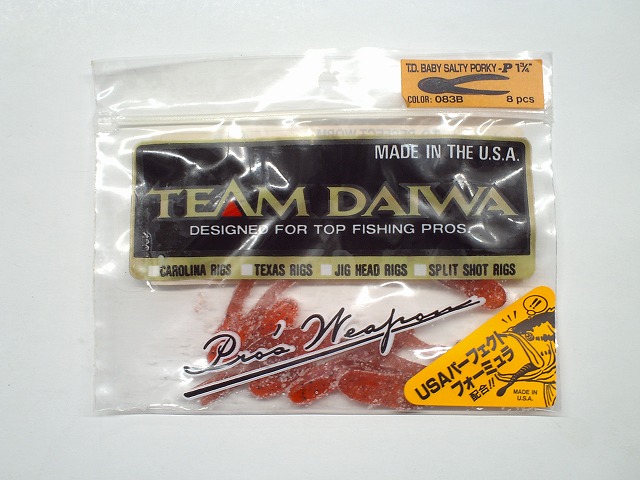 T.D. BABY SALTY PORKY-P 1¾"
COLOR: 083B 8 pcs
MADE IN THE U.S.A.
TEAM DAIWA
DESIGNED FOR TOP FISHING PROS.
CAROLINA RIGS TEXAS RIGS JIG HEAD RIGS SPLIT SHOT RIGS
Pro's Weapon
!!
USAパーフェクト
フォーミュラ
配合!!
MADE IN
U.S.A.